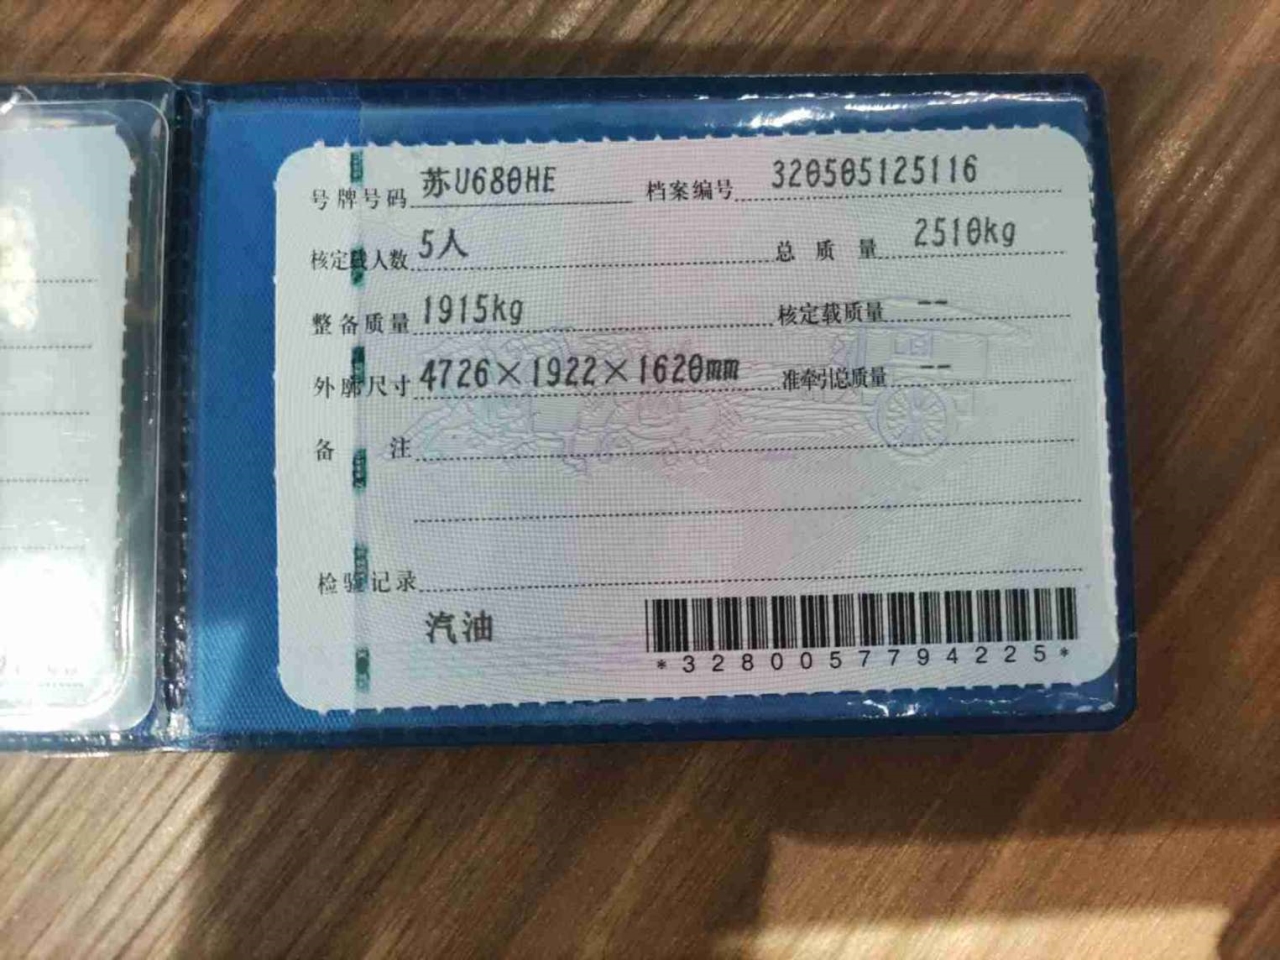 号牌号码 苏U680HE 档案编号 320505125116
核定载人数 5人 总质量 2510kg
整备质量 1915kg 核定载质量 --
外廓尺寸 4726×1922×1620mm 准牵引总质量 --
备注
检验记录
汽油
*3280057794225*